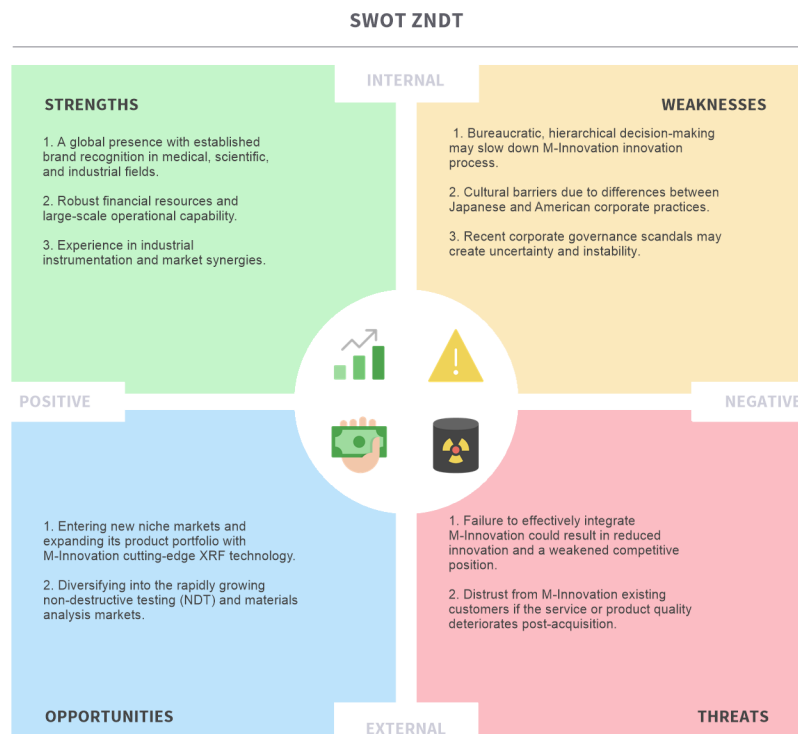 SWOT ZNDT
INTERNAL
STRENGTHS
1. A global presence with established
brand recognition in medical, scientific,
and industrial fields.
2. Robust financial resources and
large-scale operational capability.
3. Experience in industrial
instrumentation and market synergies.
WEAKNESSES
1. Bureaucratic, hierarchical decision-making
may slow down M-Innovation innovation
process.
2. Cultural barriers due to differences between
Japanese and American corporate practices.
3. Recent corporate governance scandals may
create uncertainty and instability.
POSITIVE
NEGATIVE
1. Entering new niche markets and
expanding its product portfolio with
M-Innovation cutting-edge XRF technology.
2. Diversifying into the rapidly growing
non-destructive testing (NDT) and materials
analysis markets.
OPPORTUNITIES
1. Failure to effectively integrate
M-Innovation could result in reduced
innovation and a weakened competitive
position.
2. Distrust from M-Innovation existing
customers if the service or product quality
deteriorates post-acquisition.
THREATS
EXTERNAL